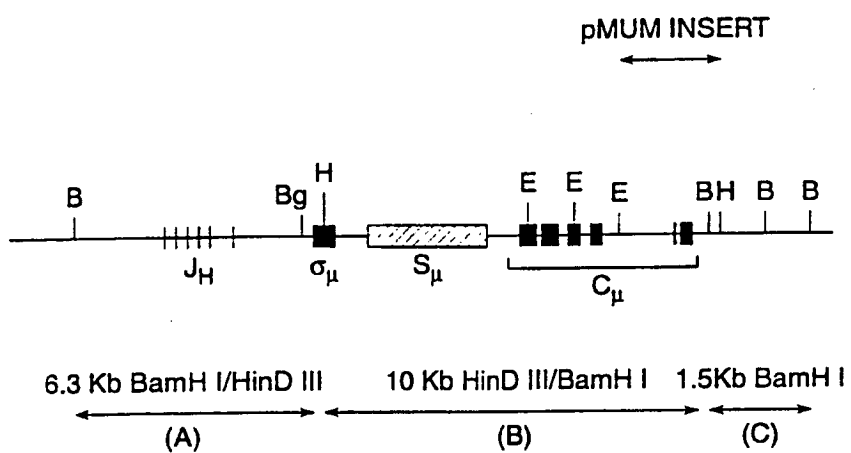 pMUM INSERT
B Bg H E E E B H B B
J_H σ_μ S_μ C_μ
6.3 Kb BamH I/HinD III 10 Kb HinD III/BamH I 1.5Kb BamH I
(A) (B) (C)